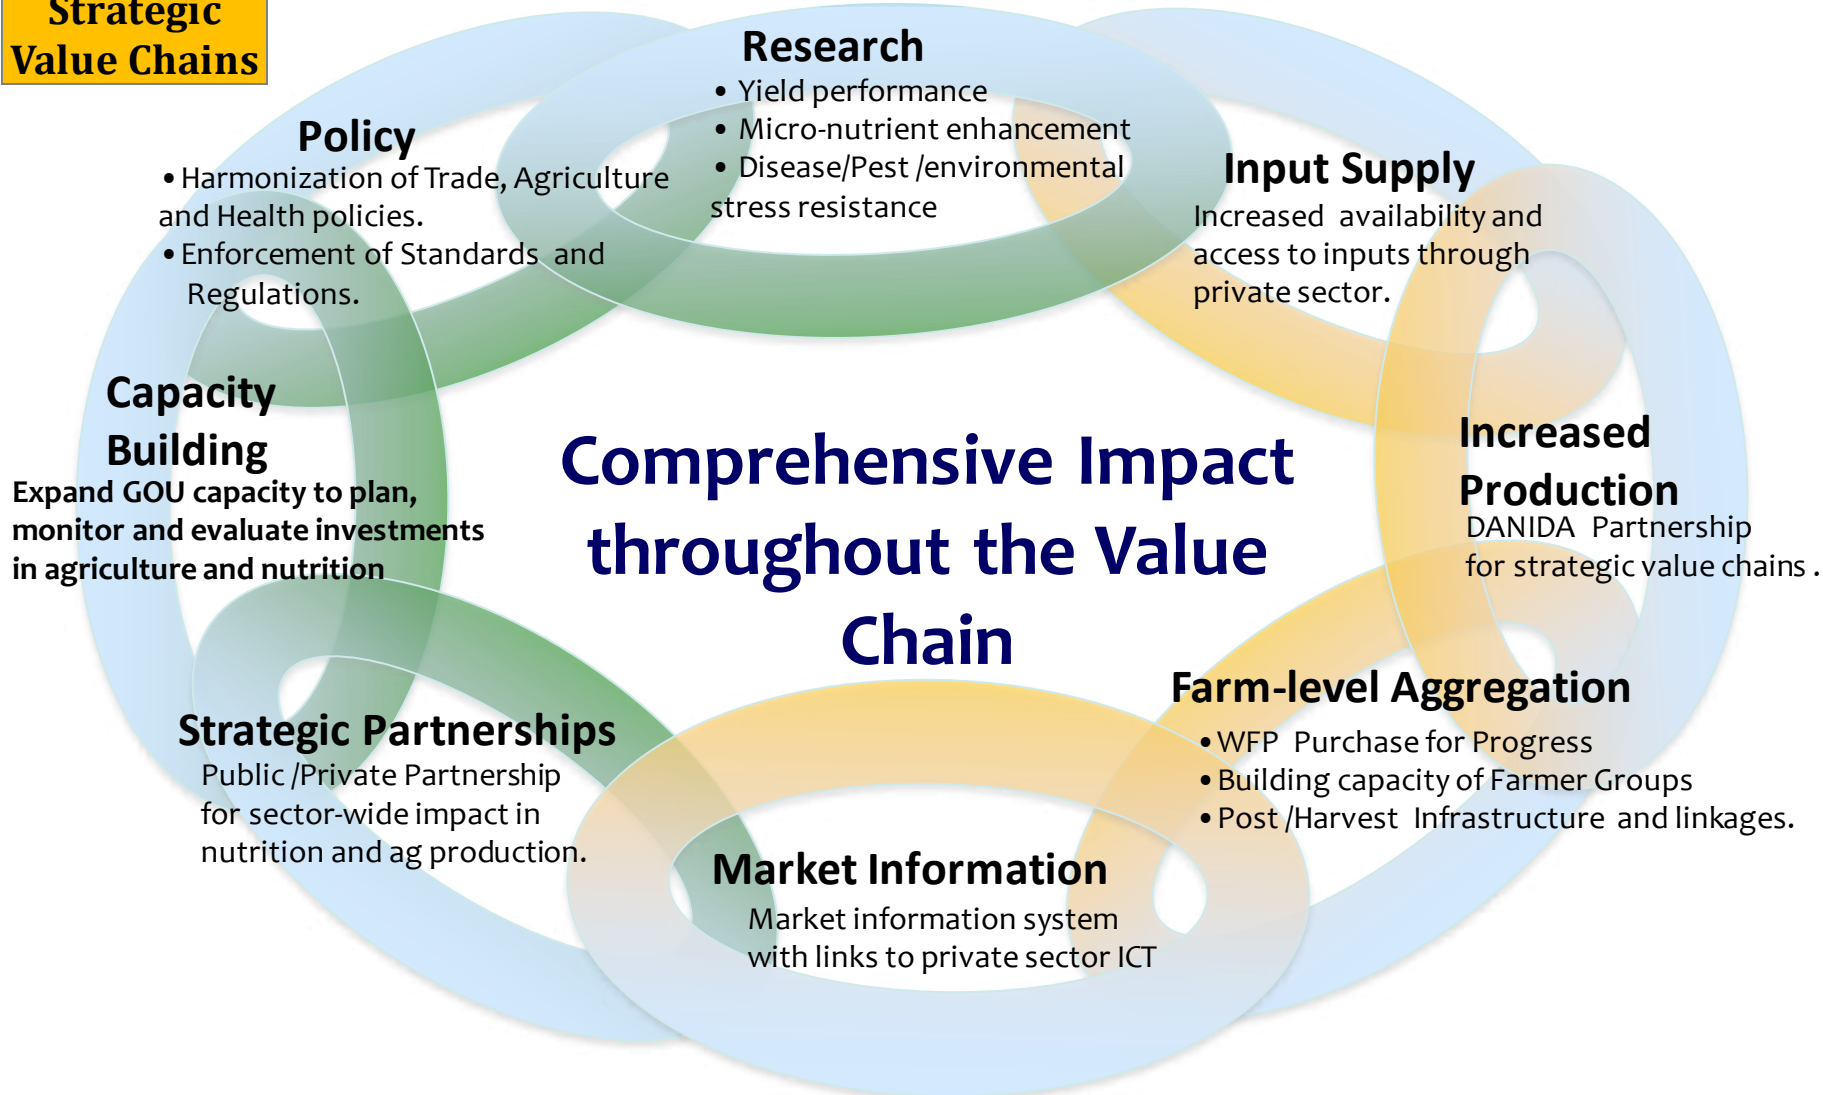 Strategic
Value Chains
Research
• Yield performance
• Micro-nutrient enhancement
• Disease/Pest /environmental
stress resistance
Policy
• Harmonization of Trade, Agriculture
and Health policies.
• Enforcement of Standards and
Regulations.
Input Supply
Increased availability and
access to inputs through
private sector.
Capacity
Building
Expand GOU capacity to plan,
monitor and evaluate investments
in agriculture and nutrition
Comprehensive Impact
throughout the Value
Chain
Increased
Production
DANIDA Partnership
for strategic value chains .
Farm-level Aggregation
• WFP Purchase for Progress
• Building capacity of Farmer Groups
• Post /Harvest Infrastructure and linkages.
Strategic Partnerships
Public /Private Partnership
for sector-wide impact in
nutrition and ag production.
Market Information
Market information system
with links to private sector ICT